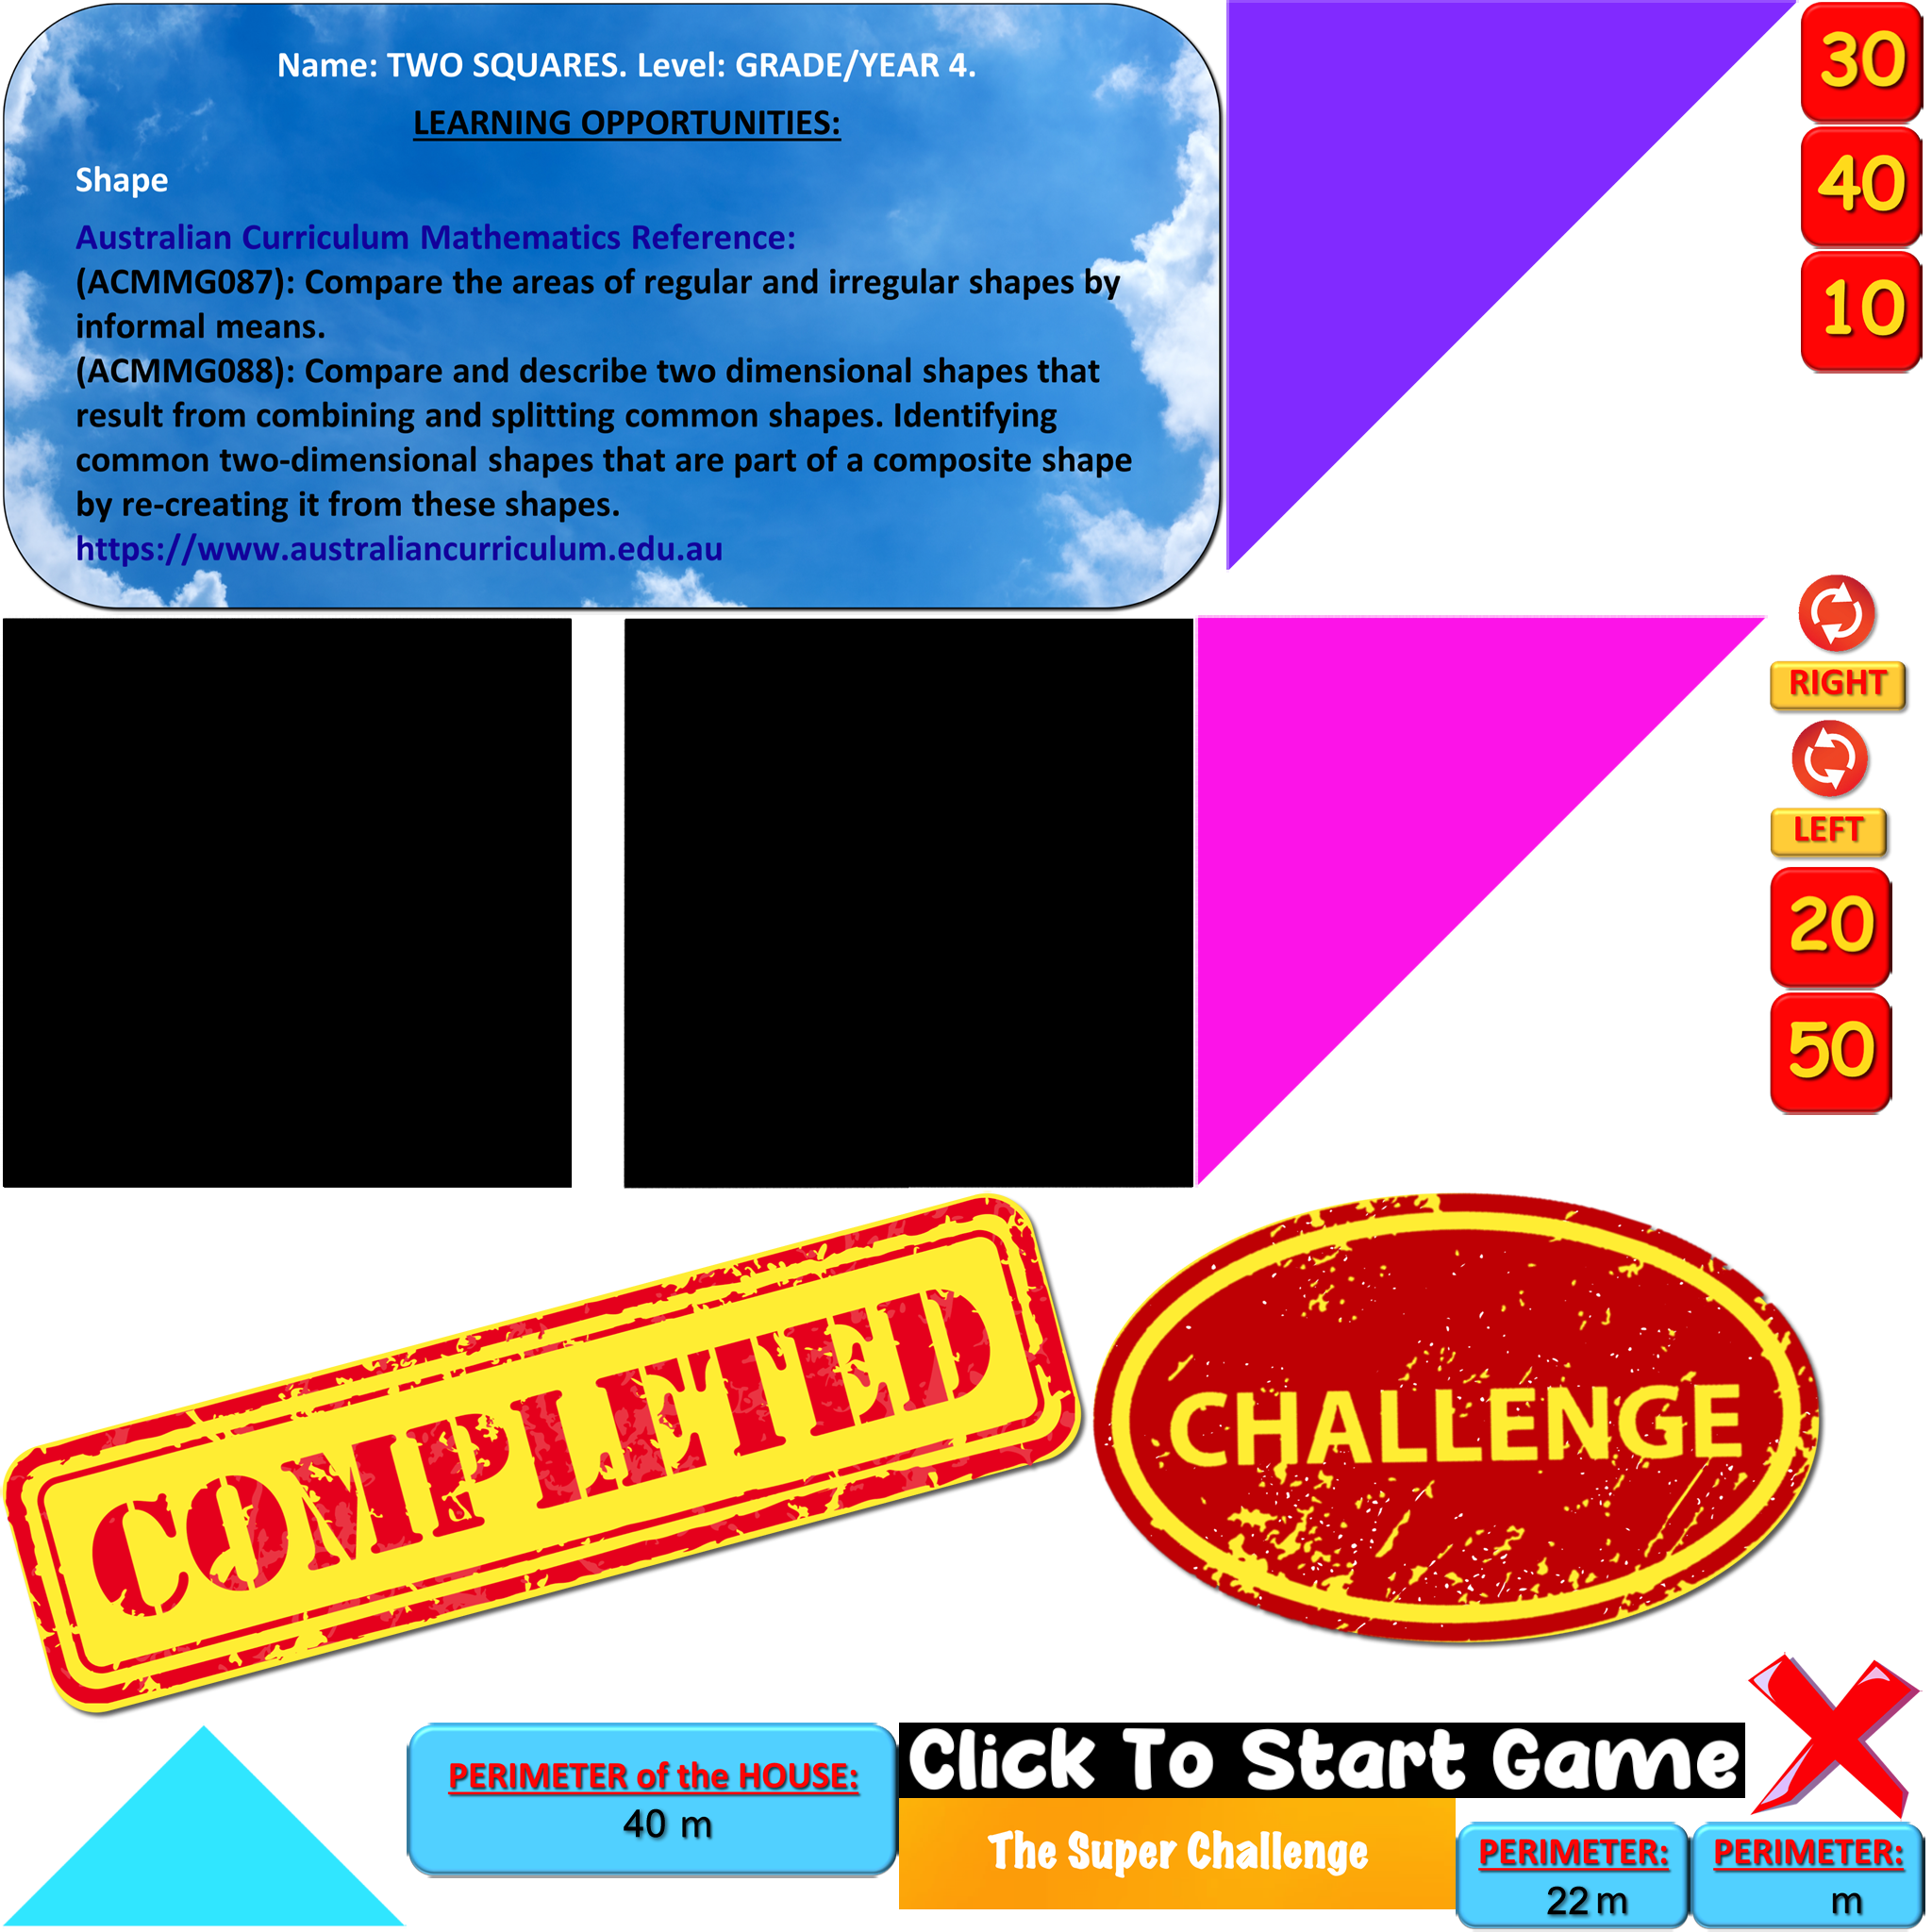 Name: TWO SQUARES. Level: GRADE/YEAR 4.
LEARNING OPPORTUNITIES:
Shape
Australian Curriculum Mathematics Reference:
(ACMMG087): Compare the areas of regular and irregular shapes by
informal means.
(ACMMG088): Compare and describe two dimensional shapes that
result from combining and splitting common shapes. Identifying
common two-dimensional shapes that are part of a composite shape
by re-creating it from these shapes.
https://www.australiancurriculum.edu.au
30
40
10
RIGHT
LEFT
20
50
COMPLETED
CHALLENGE
PERIMETER of the HOUSE:
40 m
Click To Start Game
The Super Challenge
PERIMETER:
22 m
PERIMETER:
m